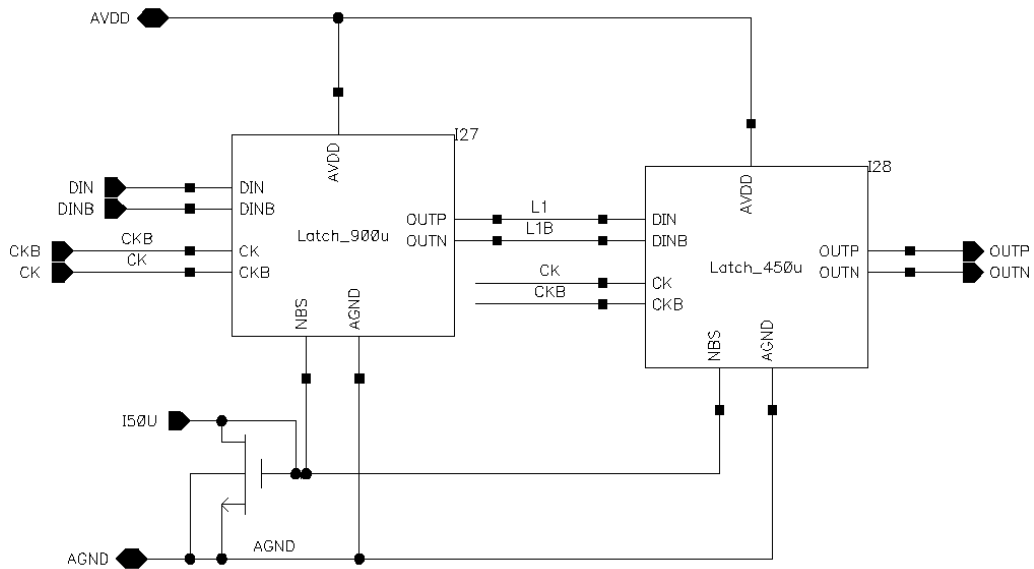 AVDD
I27
AVDD
I28
DIN
DIN
AVDD
DINB
DINB
OUTP
L1
DIN
Latch_900u
OUTN
L1B
DINB
CKB
CKB
CK
OUTP
OUTP
CK
CK
CKB
Latch_450u
OUTN
OUTN
CK
CK
CKB
CKB
NBS
AGND
NBS
AGND
I50U
AGND
AGND